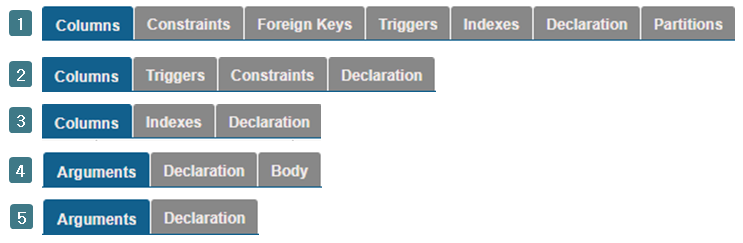 1 Columns Constraints Foreign Keys Triggers Indexes Declaration Partitions
2 Columns Triggers Constraints Declaration
3 Columns Indexes Declaration
4 Arguments Declaration Body
5 Arguments Declaration